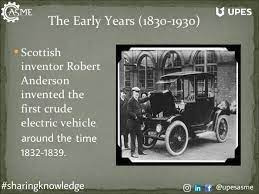 ASME
UPES
The Early Years (1830-1930)
• Scottish
inventor Robert
Anderson
invented the
first crude
electric vehicle
around the time
1832-1839.
#sharingknowledge
@upesasme